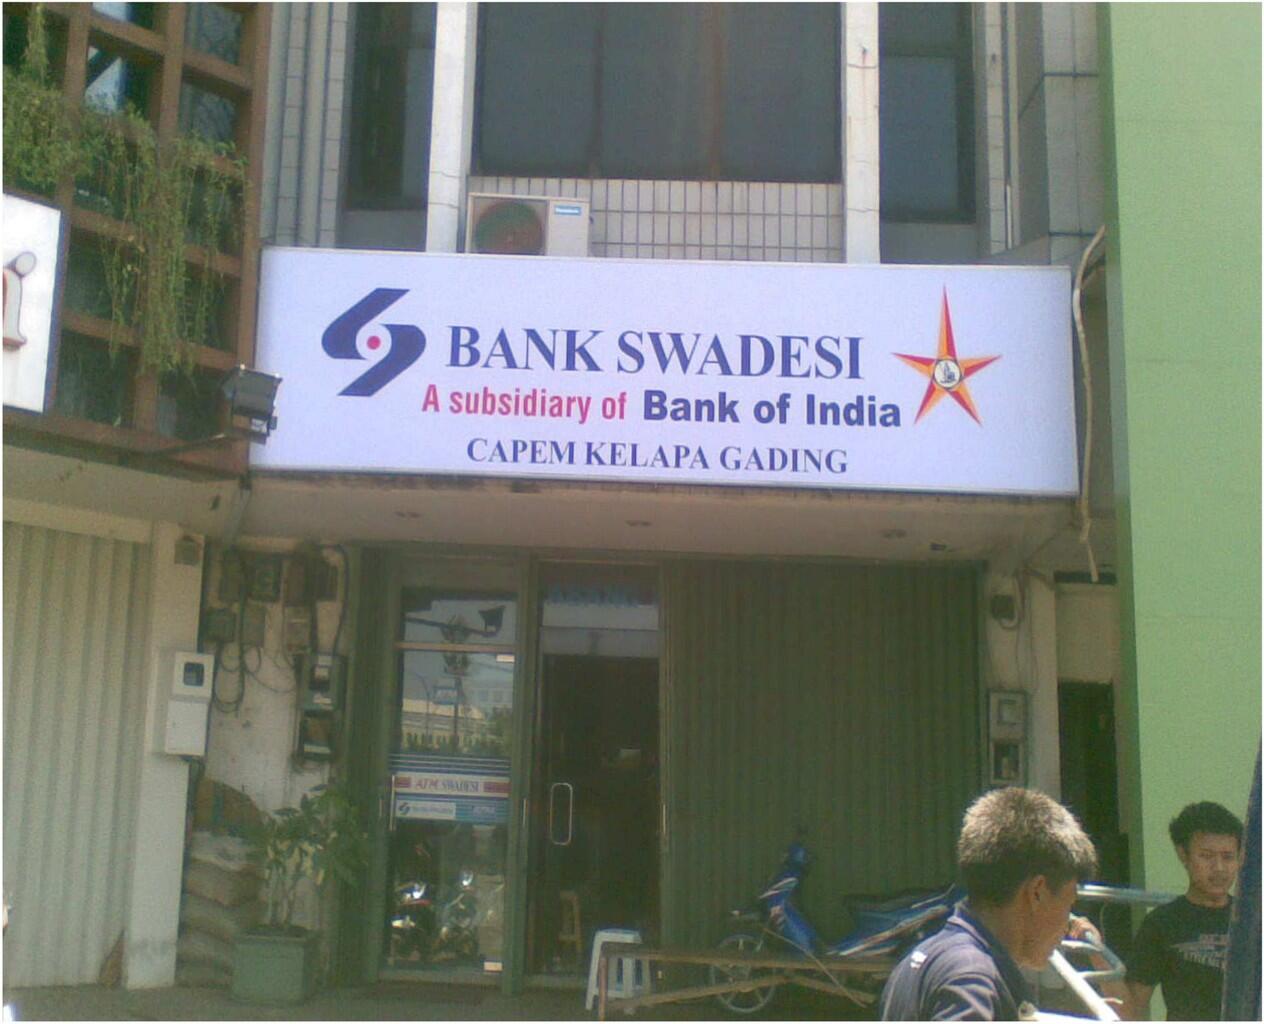 BANK SWADESI
A subsidiary of Bank of India
CAPEM KELAPA GADING
ATM SWADESI